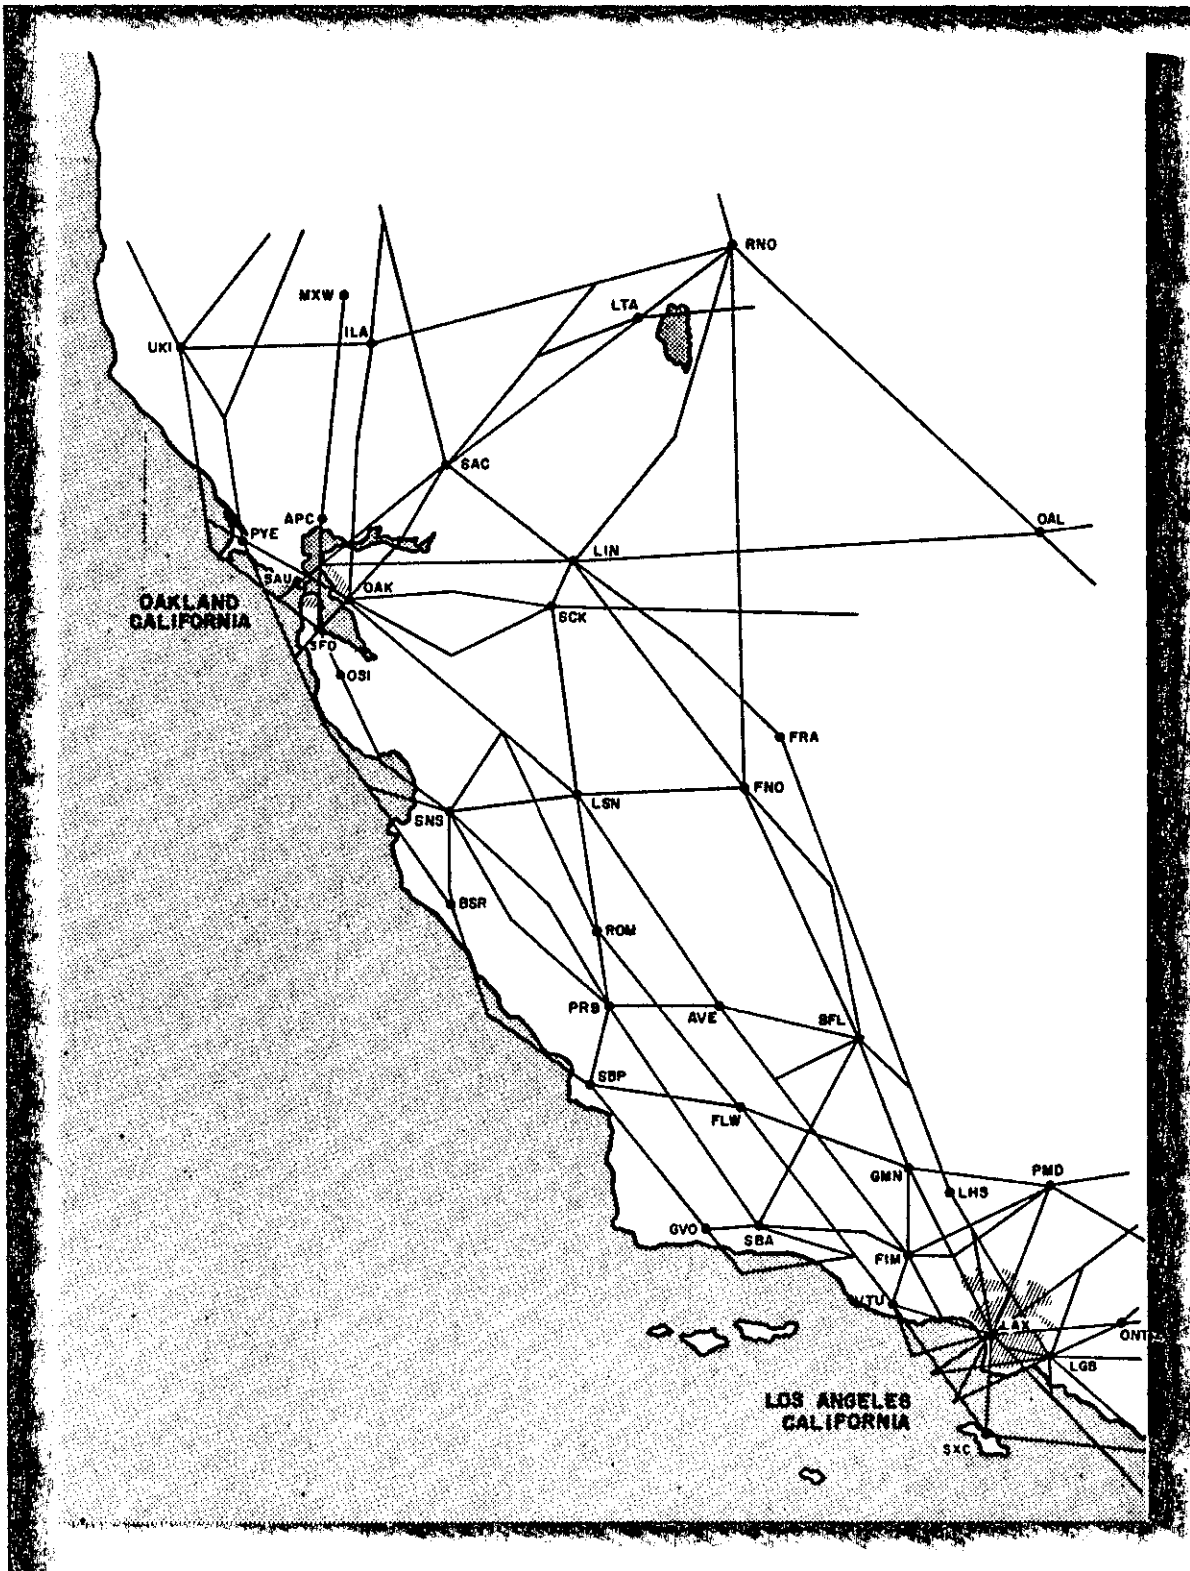 RNO
MXW
LTA
ILA
UKI
SAC
APC
OAL
PYE
LIN
SAU
OAK
OAKLAND
CALIFORNIA
SCK
SFO
OSI
FRA
FNO
LSN
SNS
BSR
ROM
PRB
AVE
BFL
SBP
FLW
GMN
PMD
LHS
GVO
SBA
FIM
VTU
LAX
ONT
LGB
LOS ANGELES
CALIFORNIA
SXC